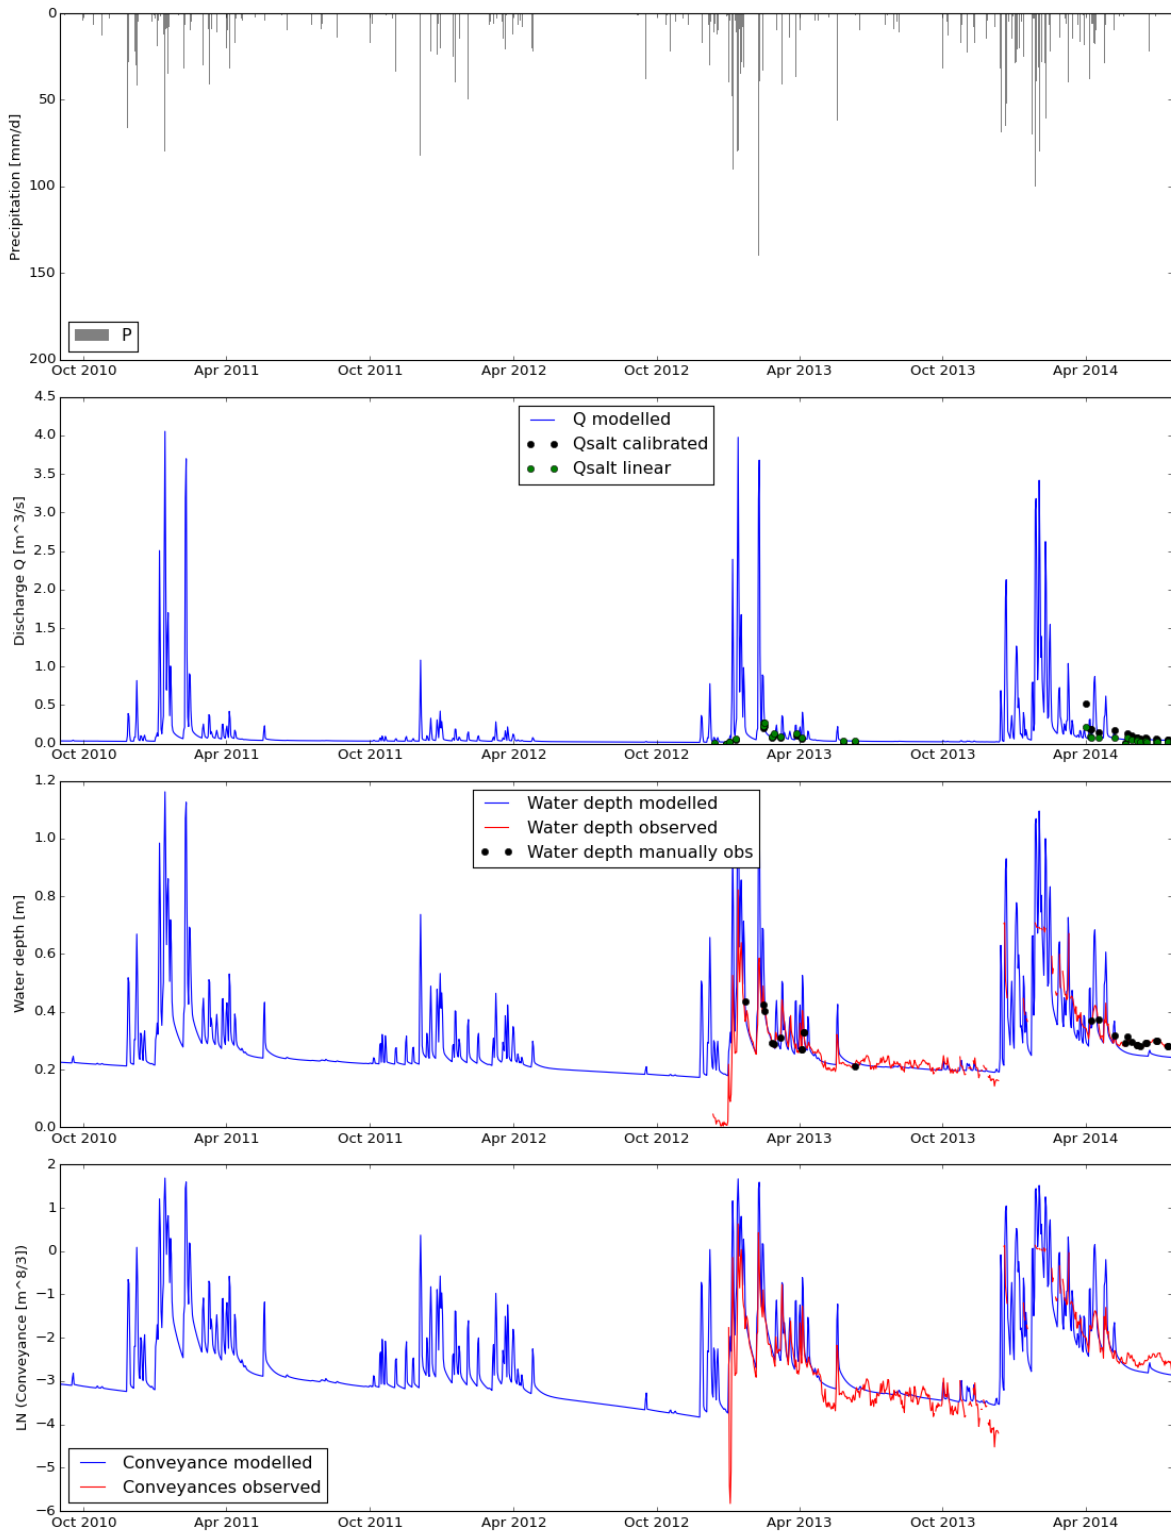 0
50
100
150
200
Precipitation [mm/d]
P
Oct 2010 Apr 2011 Oct 2011 Apr 2012 Oct 2012 Apr 2013 Oct 2013 Apr 2014
4.5
4.0
3.5
3.0
2.5
2.0
1.5
1.0
0.5
0.0
Discharge Q [m^3/s]
Q modelled
Qsalt calibrated
Qsalt linear
Oct 2010 Apr 2011 Oct 2011 Apr 2012 Oct 2012 Apr 2013 Oct 2013 Apr 2014
1.2
1.0
0.8
0.6
0.4
0.2
0.0
Water depth [m]
Water depth modelled
Water depth observed
Water depth manually obs
Oct 2010 Apr 2011 Oct 2011 Apr 2012 Oct 2012 Apr 2013 Oct 2013 Apr 2014
2
1
0
−1
−2
−3
−4
−5
−6
LN (Conveyance [m^8/3])
Conveyance modelled
Conveyances observed
Oct 2010 Apr 2011 Oct 2011 Apr 2012 Oct 2012 Apr 2013 Oct 2013 Apr 2014